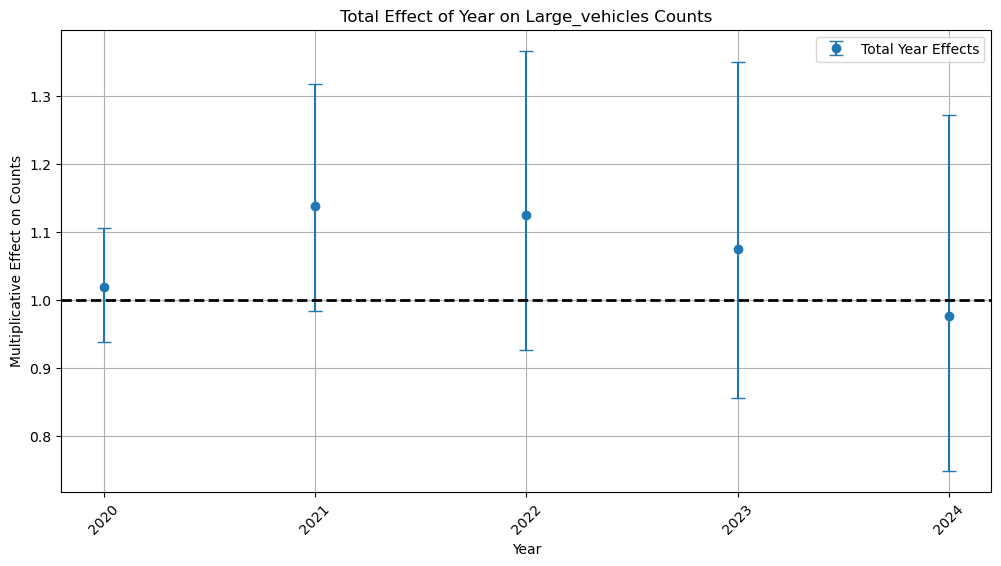 Total Effect of Year on Large_vehicles Counts
Total Year Effects
Multiplicative Effect on Counts
1.3
1.2
1.1
1.0
0.9
0.8
2020
2021
2022
2023
2024
Year